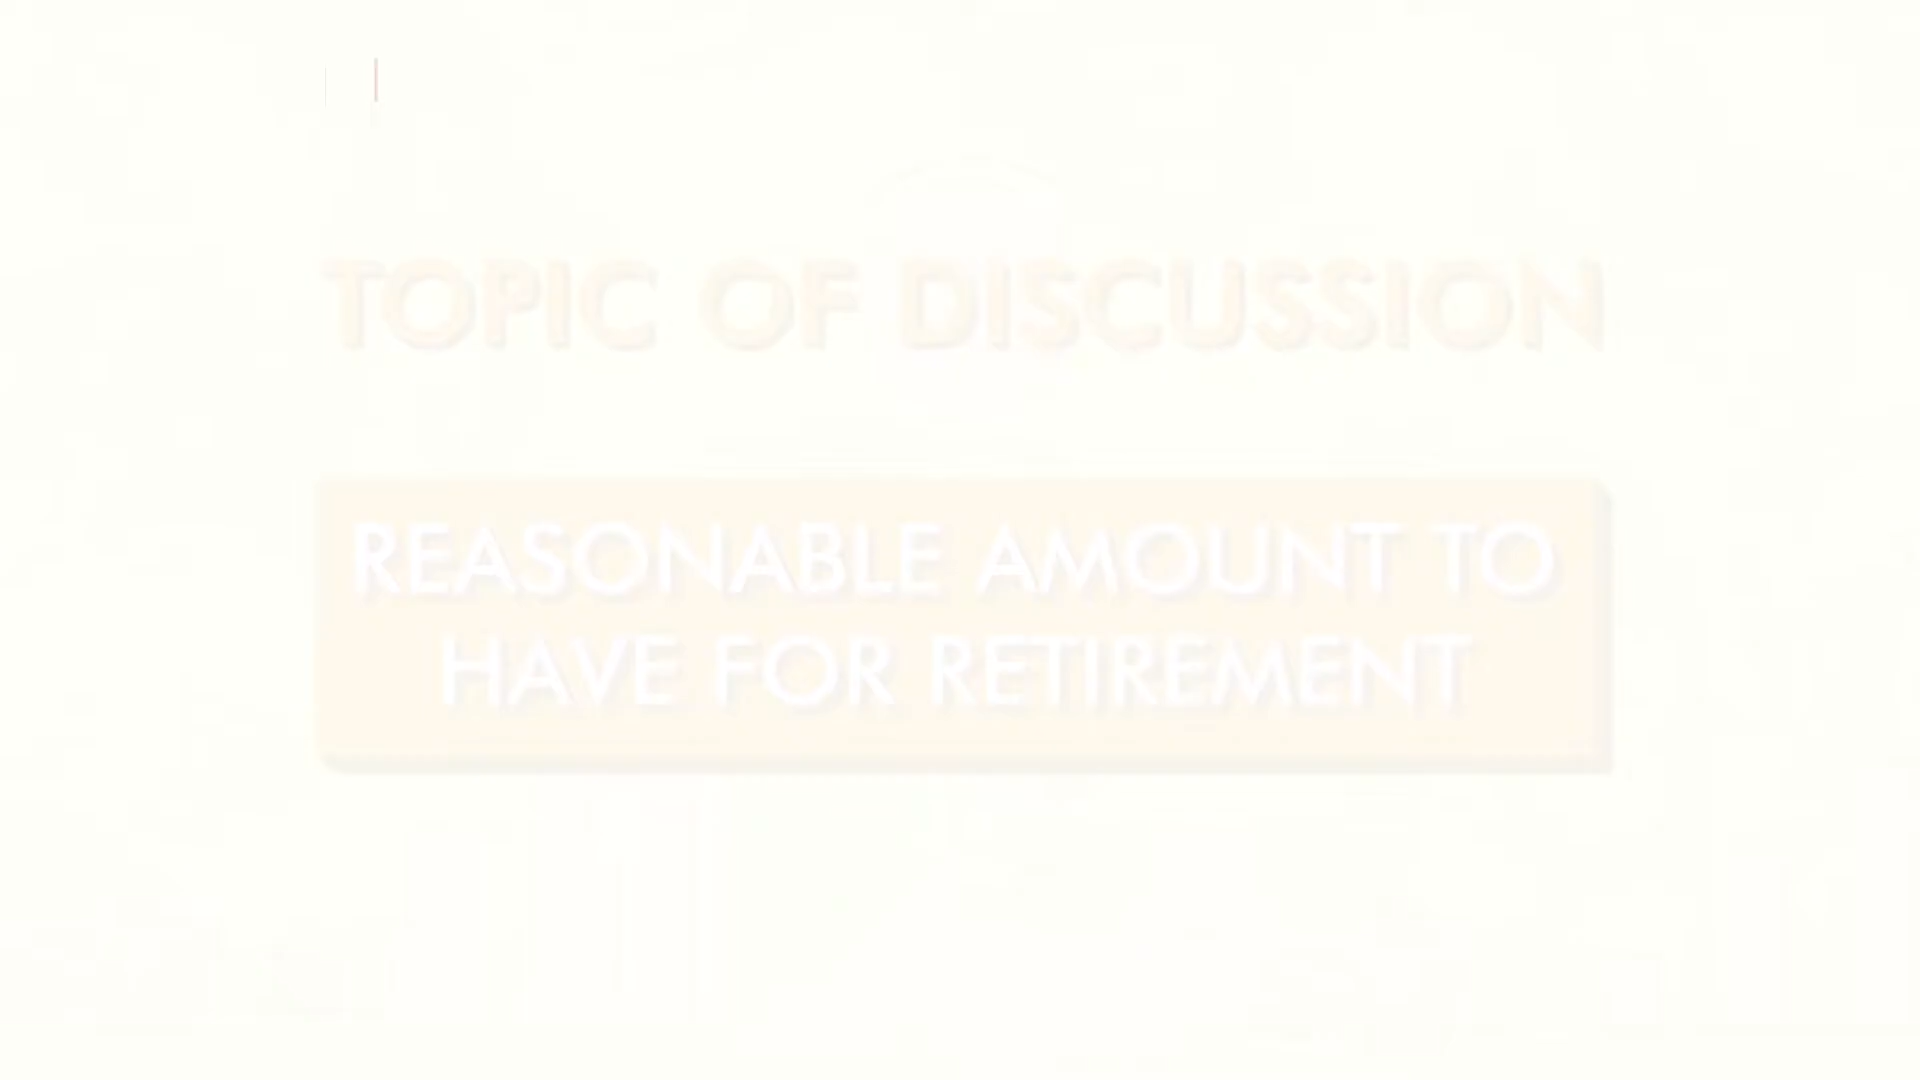 TOPIC OF DISCUSSION
REASONABLE AMOUNT TO
HAVE FOR RETIREMENT